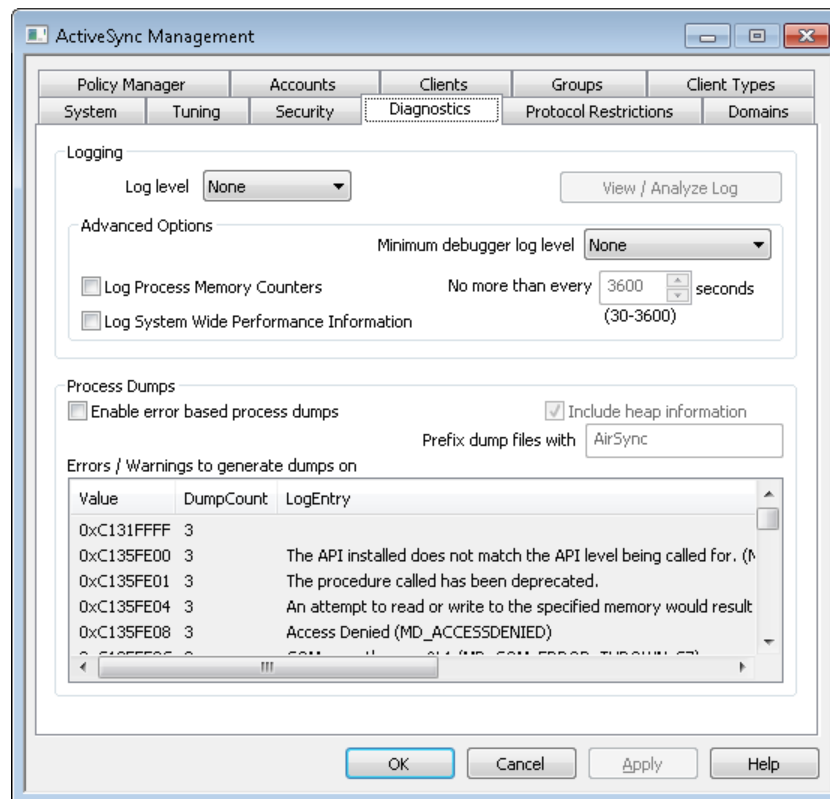 ActiveSync Management
Policy Manager Accounts Clients Groups Client Types
System Tuning Security Diagnostics Protocol Restrictions Domains
Logging
Log level None View / Analyze Log
Advanced Options
Minimum debugger log level None
Log Process Memory Counters No more than every 3600 seconds
Log System Wide Performance Information (30-3600)
Process Dumps
Enable error based process dumps Include heap information
Prefix dump files with AirSync
Errors / Warnings to generate dumps on
Value DumpCount LogEntry
0xC131FFFF 3
0xC135FE00 3 The API installed does not match the API level being called for. (M
0xC135FE01 3 The procedure called has been deprecated.
0xC135FE04 3 An attempt to read or write to the specified memory would result
0xC135FE08 3 Access Denied (MD_ACCESSDENIED)
OK Cancel Apply Help